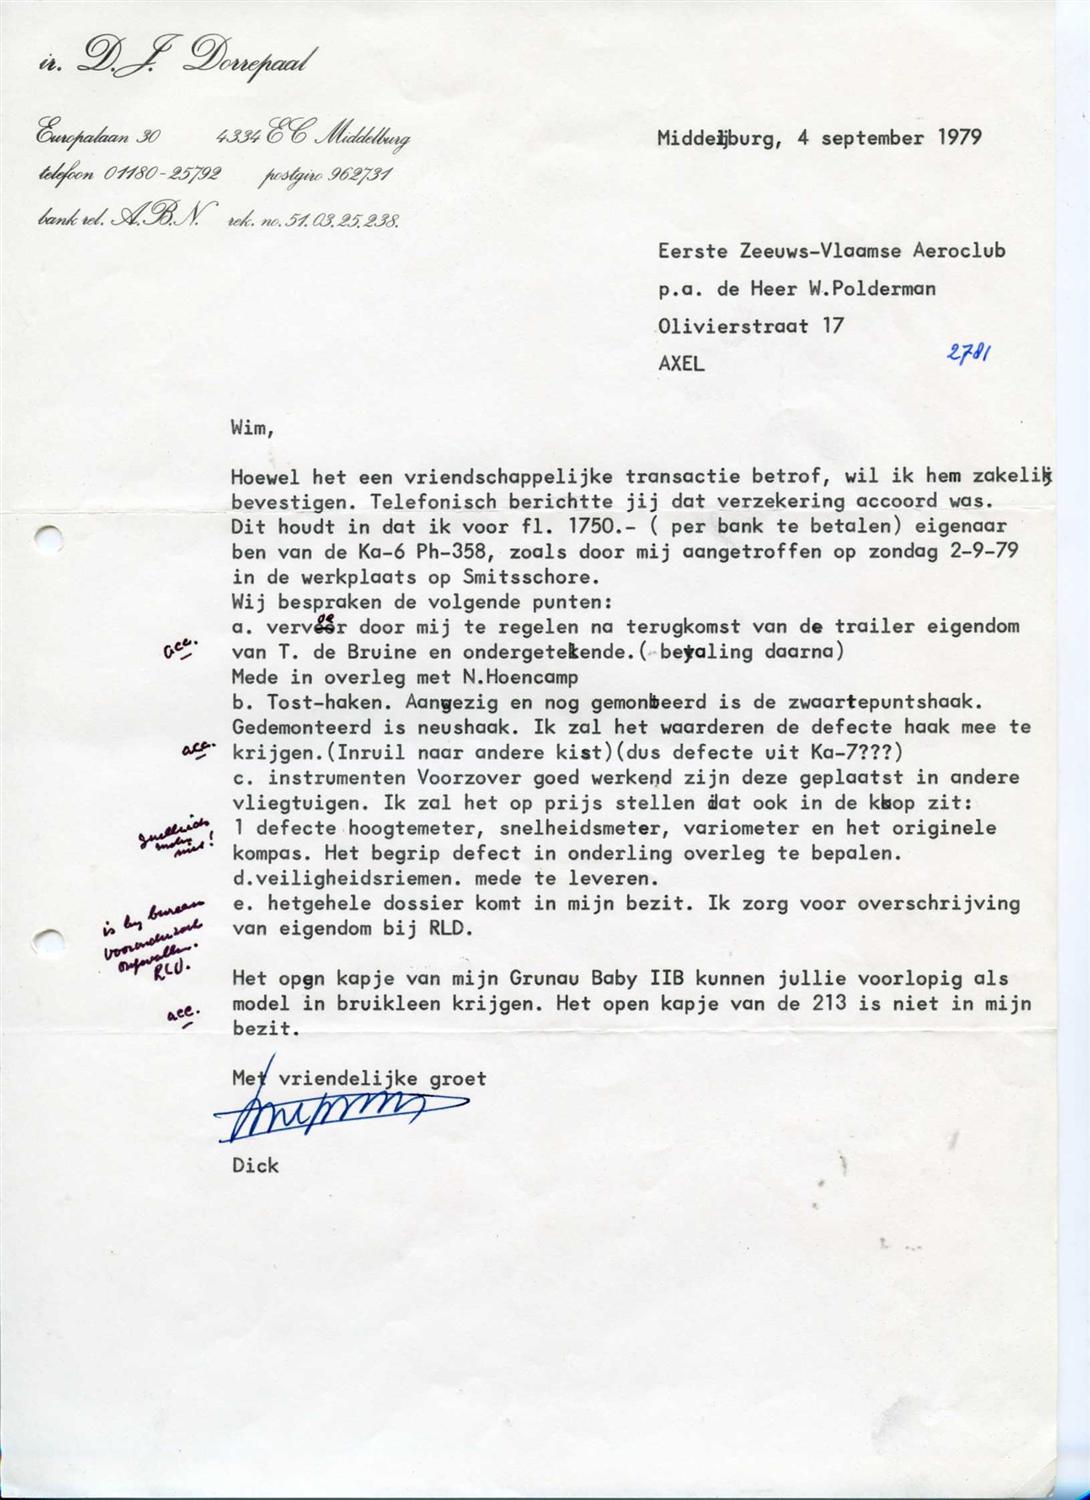 ir. D.J. Dorrepaal
Europalaan 30 4334 EC Middelburg
telefoon 01180-25792 postgiro 962731
bank rel. A.B.N. rek. no. 51.03.25.238.
Middelburg, 4 september 1979
Eerste Zeeuws-Vlaamse Aeroclub
p.a. de Heer W.Polderman
Olivierstraat 17
AXEL
2781
Wim,
Hoewel het een vriendschappelijke transactie betrof, wil ik hem zakelijk
bevestigen. Telefonisch berichtte jij dat verzekering accoord was.
Dit houdt in dat ik voor fl. 1750.- ( per bank te betalen) eigenaar
ben van de Ka-6 Ph-358, zoals door mij aangetroffen op zondag 2-9-79
in de werkplaats op Smitsschore.
Wij bespraken de volgende punten:
a. vervoer door mij te regelen na terugkomst van de trailer eigendom
acc.
van T. de Bruine en ondergetekende.( betaling daarna)
Mede in overleg met N.Hoencamp
b. Tost-haken. Aanwezig en nog gemonteerd is de zwaartepuntshaak.
Gedemonteerd is neushaak. Ik zal het waarderen de defecte haak mee te
acc.
krijgen.(Inruil naar andere kist)(dus defecte uit Ka-7???)
c. instrumenten Voorzover goed werkend zijn deze geplaatst in andere
vliegtuigen. Ik zal het op prijs stellen dat ook in de koop zit:
1 defecte hoogtemeter, snelheidsmeter, variometer en het originele
snelheids
meter
niet!
kompas. Het begrip defect in onderling overleg te bepalen.
d.veiligheidsriemen. mede te leveren.
e. hetgehele dossier komt in mijn bezit. Ik zorg voor overschrijving
van eigendom bij RLD.
is bij bureau
vooronderzoek
ongevallen.
RLD.
Het open kapje van mijn Grunau Baby IIB kunnen jullie voorlopig als
model in bruikleen krijgen. Het open kapje van de 213 is niet in mijn
acc.
bezit.
Met vriendelijke groet
Dick